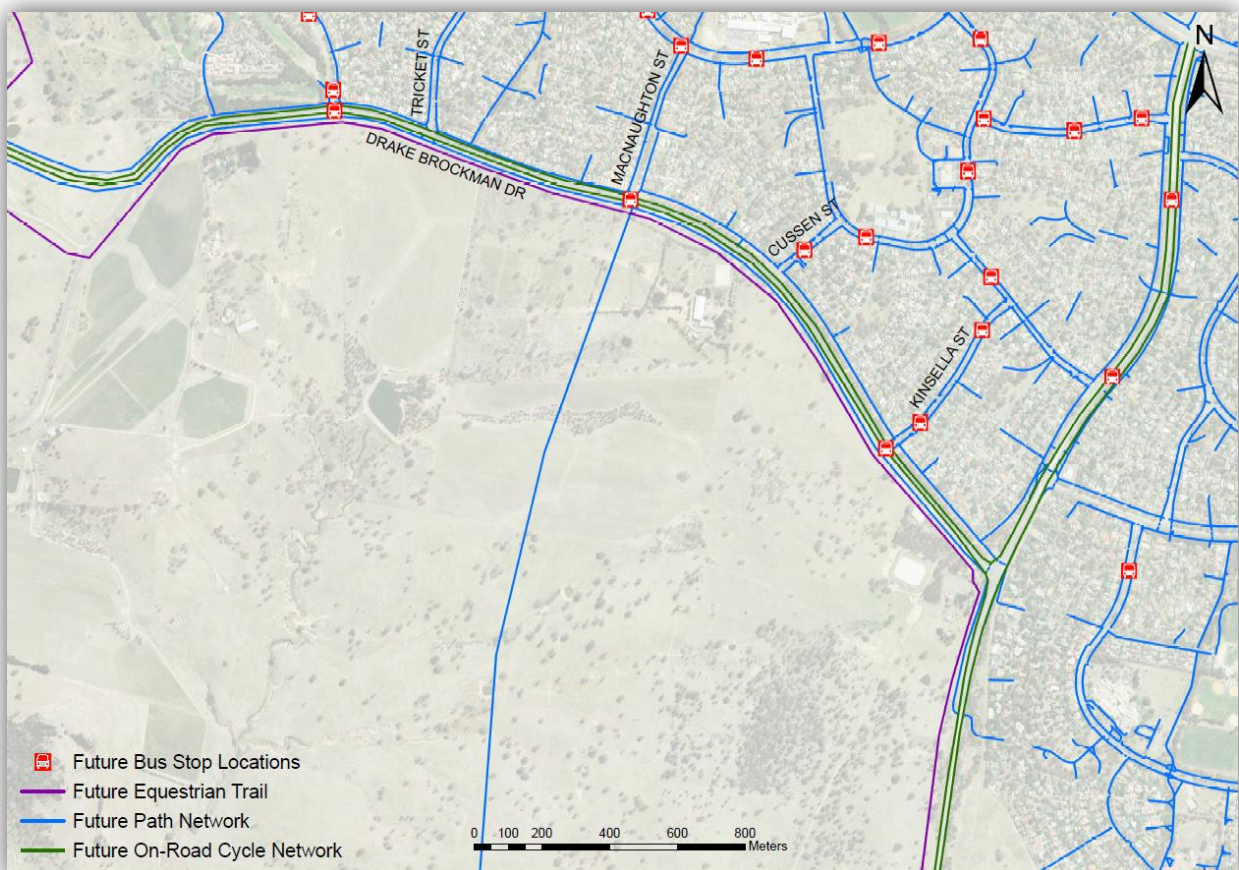 N
TRICKET ST
MACNAUGHTON ST
DRAKE BROCKMAN DR
CUSSEN ST
KINSELLA ST
Future Bus Stop Locations
Future Equestrian Trail
Future Path Network
Future On-Road Cycle Network
0 100 200 400 600 800
Meters